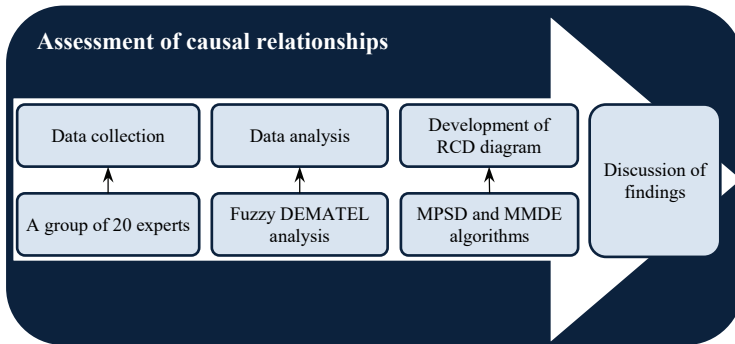 Assessment of causal relationships
Data collection
Data analysis
Development of
RCD diagram
Discussion of
findings
A group of 20 experts
Fuzzy DEMATEL
analysis
MPSD and MMDE
algorithms